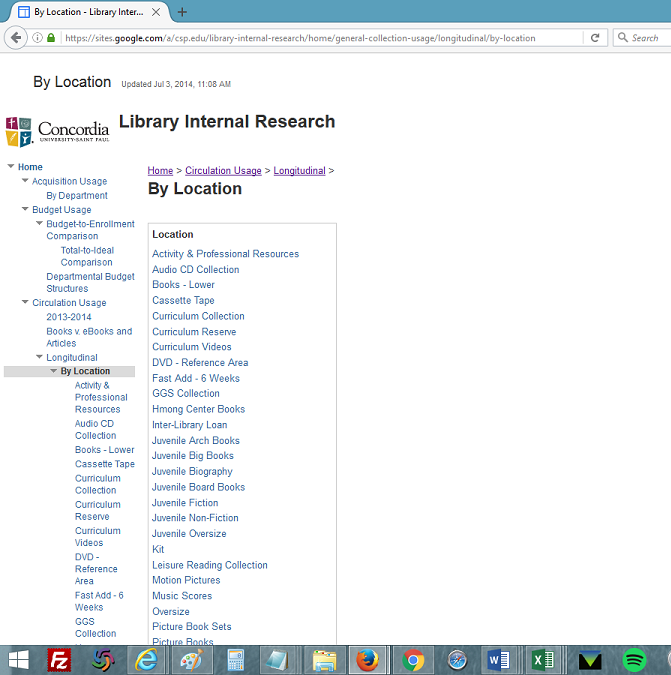 By Location - Library Inter...
https://sites.google.com/a/csp.edu/library-internal-research/home/general-collection-usage/longitudinal/by-location
Search
By Location Updated Jul 3, 2014, 11:08 AM
Concordia
UNIVERSITY·SAINT PAUL
Library Internal Research
Home
Acquisition Usage
By Department
Budget Usage
Budget-to-Enrollment
Comparison
Total-to-Ideal
Comparison
Departmental Budget
Structures
Circulation Usage
2013-2014
Books v. eBooks and
Articles
Longitudinal
By Location
Activity &
Professional
Resources
Audio CD
Collection
Books - Lower
Cassette Tape
Curriculum
Collection
Curriculum
Reserve
Curriculum
Videos
DVD -
Reference
Area
Fast Add - 6
Weeks
GGS
Collection
Home > Circulation Usage > Longitudinal >
By Location
Location
Activity & Professional Resources
Audio CD Collection
Books - Lower
Cassette Tape
Curriculum Collection
Curriculum Reserve
Curriculum Videos
DVD - Reference Area
Fast Add - 6 Weeks
GGS Collection
Hmong Center Books
Inter-Library Loan
Juvenile Arch Books
Juvenile Big Books
Juvenile Biography
Juvenile Board Books
Juvenile Fiction
Juvenile Non-Fiction
Juvenile Oversize
Kit
Leisure Reading Collection
Motion Pictures
Music Scores
Oversize
Picture Book Sets
Picture Books